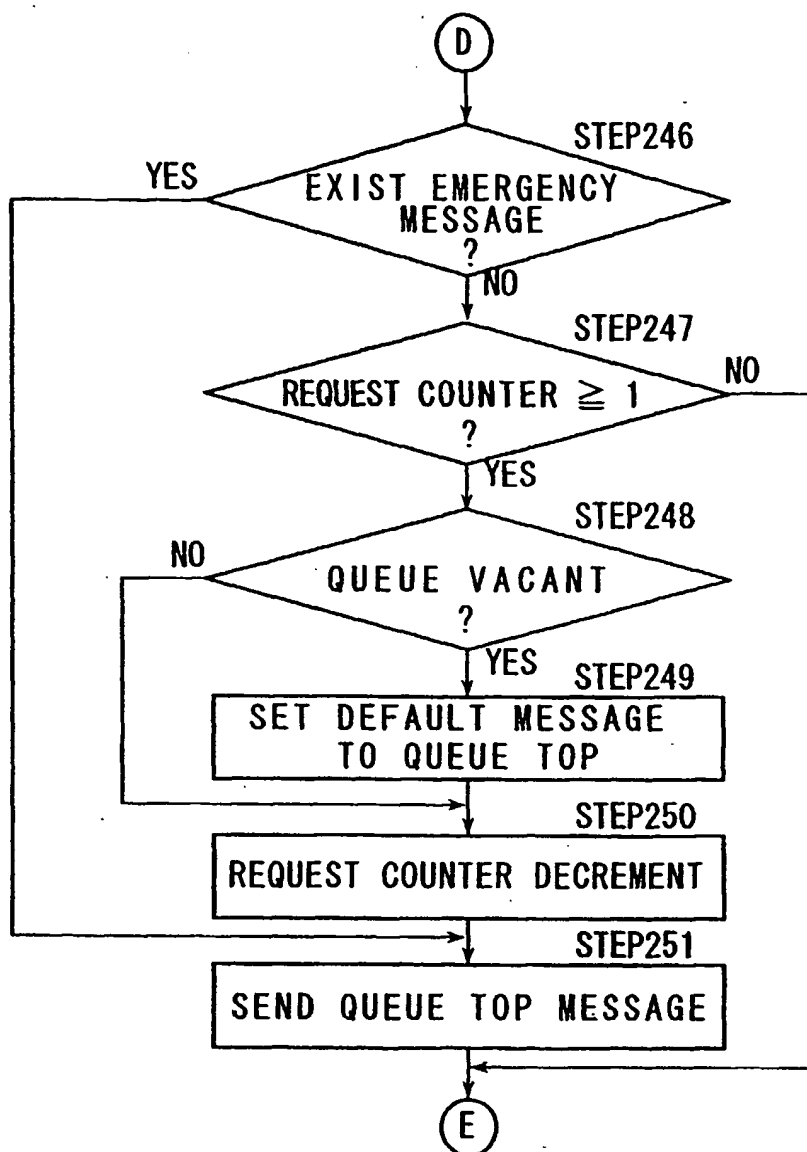 D
STEP246
YES
EXIST EMERGENCY
MESSAGE
?
NO
STEP247
NO
REQUEST COUNTER ≧ 1
?
YES
STEP248
NO
QUEUE VACANT
?
YES
STEP249
SET DEFAULT MESSAGE
TO QUEUE TOP
STEP250
REQUEST COUNTER DECREMENT
STEP251
SEND QUEUE TOP MESSAGE
E